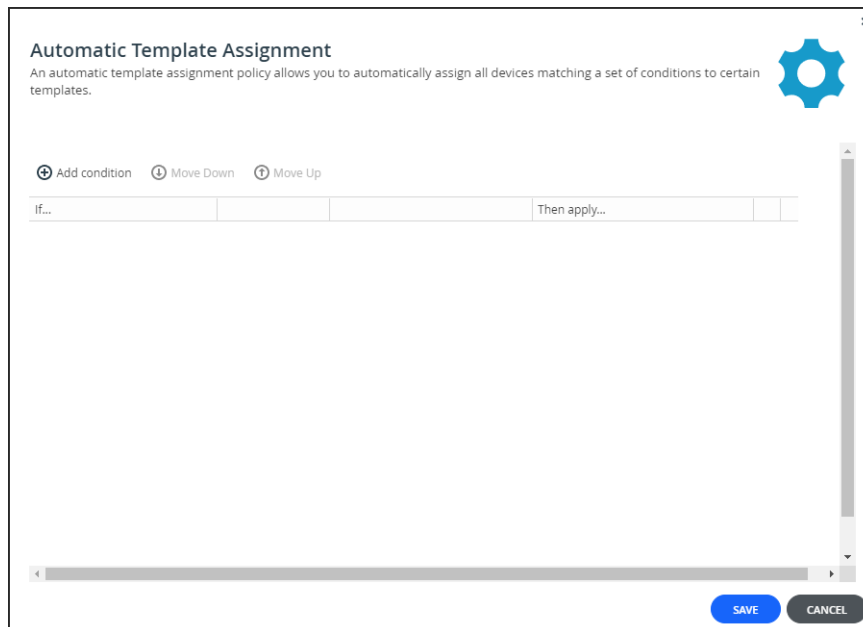 Automatic Template Assignment
An automatic template assignment policy allows you to automatically assign all devices matching a set of conditions to certain
templates.
Add condition Move Down Move Up
If... Then apply...
SAVE CANCEL